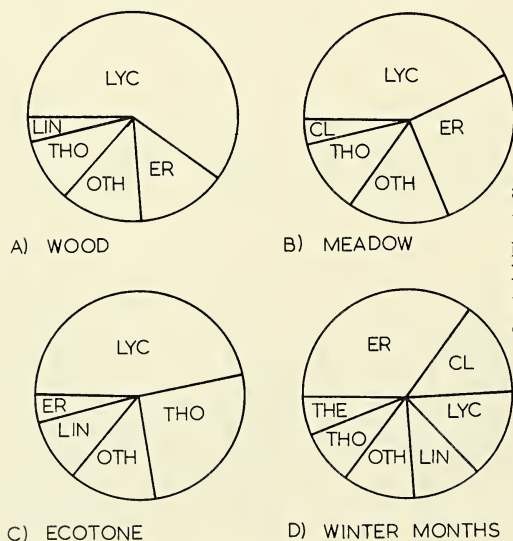 LYC
LIN
THO
OTH
ER
A) WOOD
LYC
CL
THO
OTH
ER
B) MEADOW
LYC
ER
LIN
OTH
THO
C) ECOTONE
ER
CL
THE
LYC
THO
OTH
LIN
D) WINTER MONTHS